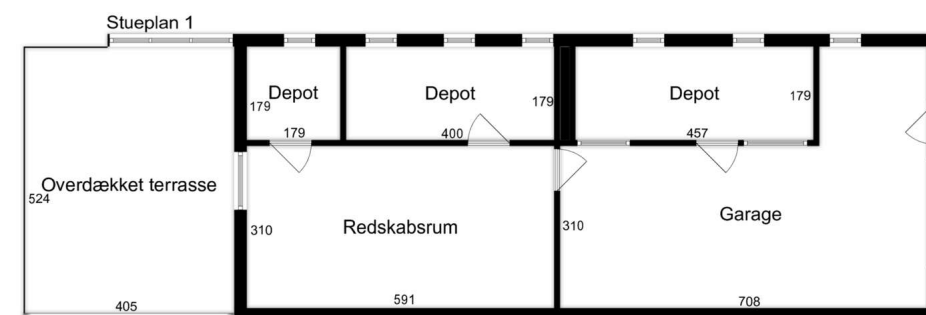 Stueplan 1
Depot
179
179
Depot
179
400
Depot
179
457
Overdækket terrasse
524
405
Redskabsrum
310
591
Garage
310
708